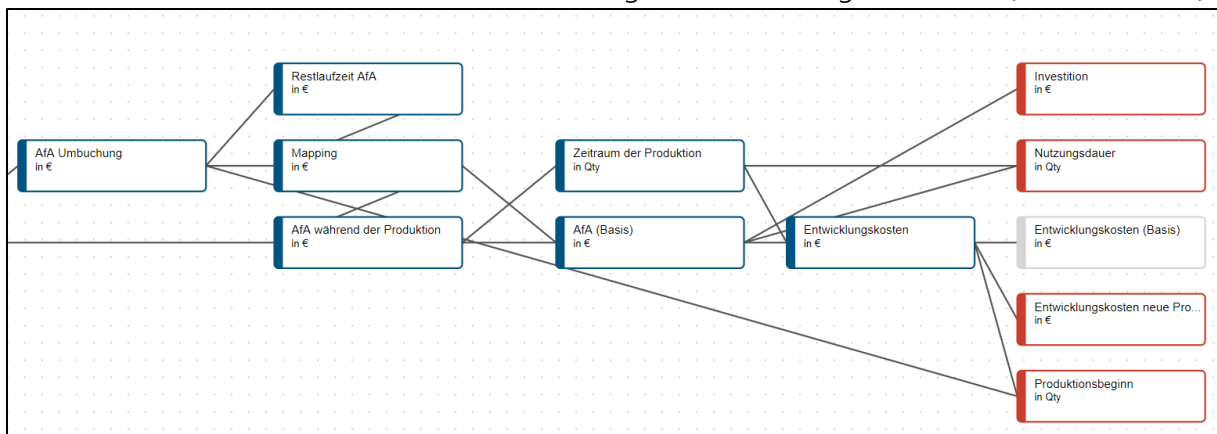 Restlaufzeit AfA
in €
Investition
in €
AfA Umbuchung
in €
Mapping
in €
Zeitraum der Produktion
in Qty
Nutzungsdauer
in Qty
AfA während der Produktion
in €
AfA (Basis)
in €
Entwicklungskosten
in €
Entwicklungskosten (Basis)
in €
Entwicklungskosten neue Pro...
in €
Produktionsbeginn
in Qty